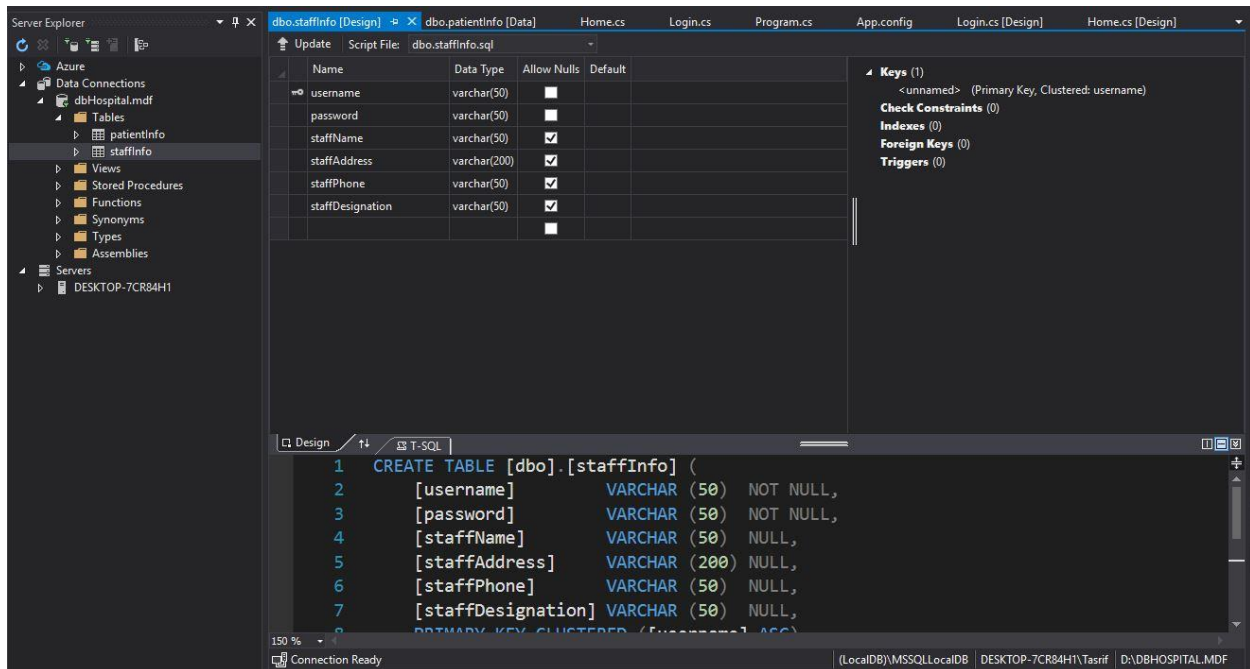 Server Explorer
dbo.staffInfo [Design] dbo.patientInfo [Data] Home.cs Login.cs Program.cs App.config Login.cs [Design] Home.cs [Design]
Update Script File: dbo.staffInfo.sql
Azure
Data Connections
dbHospital.mdf
Tables
patientInfo
staffInfo
Views
Stored Procedures
Functions
Synonyms
Types
Assemblies
Servers
DESKTOP-7CR84H1
Name Data Type Allow Nulls Default
username varchar(50)
password varchar(50)
staffName varchar(50)
staffAddress varchar(200)
staffPhone varchar(50)
staffDesignation varchar(50)
Keys (1)
<unnamed> (Primary Key, Clustered: username)
Check Constraints (0)
Indexes (0)
Foreign Keys (0)
Triggers (0)
Design T-SQL
1 CREATE TABLE [dbo].[staffInfo] (
2 [username] VARCHAR (50) NOT NULL,
3 [password] VARCHAR (50) NOT NULL,
4 [staffName] VARCHAR (50) NULL,
5 [staffAddress] VARCHAR (200) NULL,
6 [staffPhone] VARCHAR (50) NULL,
7 [staffDesignation] VARCHAR (50) NULL,
8 PRIMARY KEY CLUSTERED ([username] ASC)
150 %
Connection Ready (LocalDB)\MSSQLLocalDB DESKTOP-7CR84H1\Tasrif D:\DBHOSPITAL.MDF